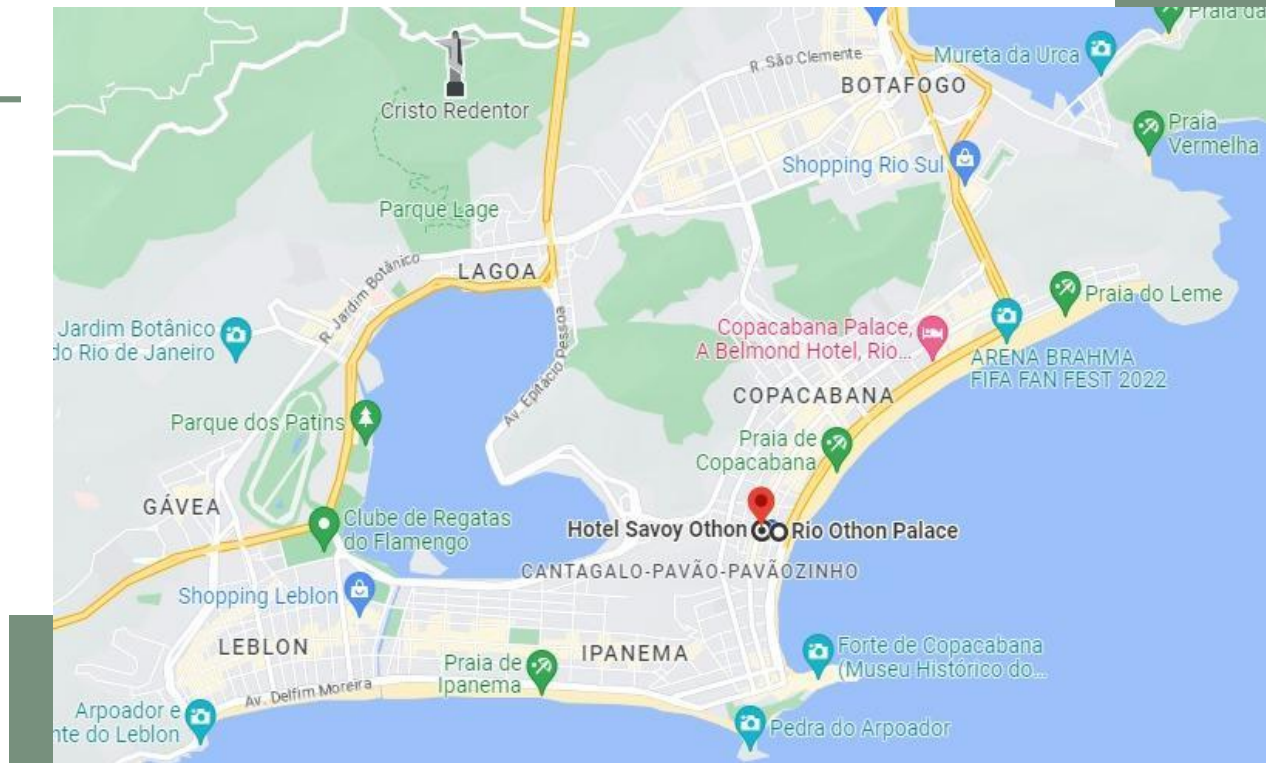 Praia da
Mureta da Urca
R. São Clemente
BOTAFOGO
Cristo Redentor
Praia
Vermelha
Shopping Rio Sul
Parque Lage
R. Jardim Botânico
LAGOA
Praia do Leme
Jardim Botânico
do Rio de Janeiro
Av. Epitácio Pessoa
Copacabana Palace,
A Belmond Hotel, Rio...
ARENA BRAHMA
FIFA FAN FEST 2022
COPACABANA
Parque dos Patins
Praia de
Copacabana
GÁVEA
Clube de Regatas
do Flamengo
Hotel Savoy Othon
Rio Othon Palace
CANTAGALO-PAVÃO-PAVÃOZINHO
Shopping Leblon
LEBLON
Praia de
Ipanema
IPANEMA
Forte de Copacabana
(Museu Histórico do...
Av. Delfim Moreira
Arpoador e
nte do Leblon
Pedra do Arpoador